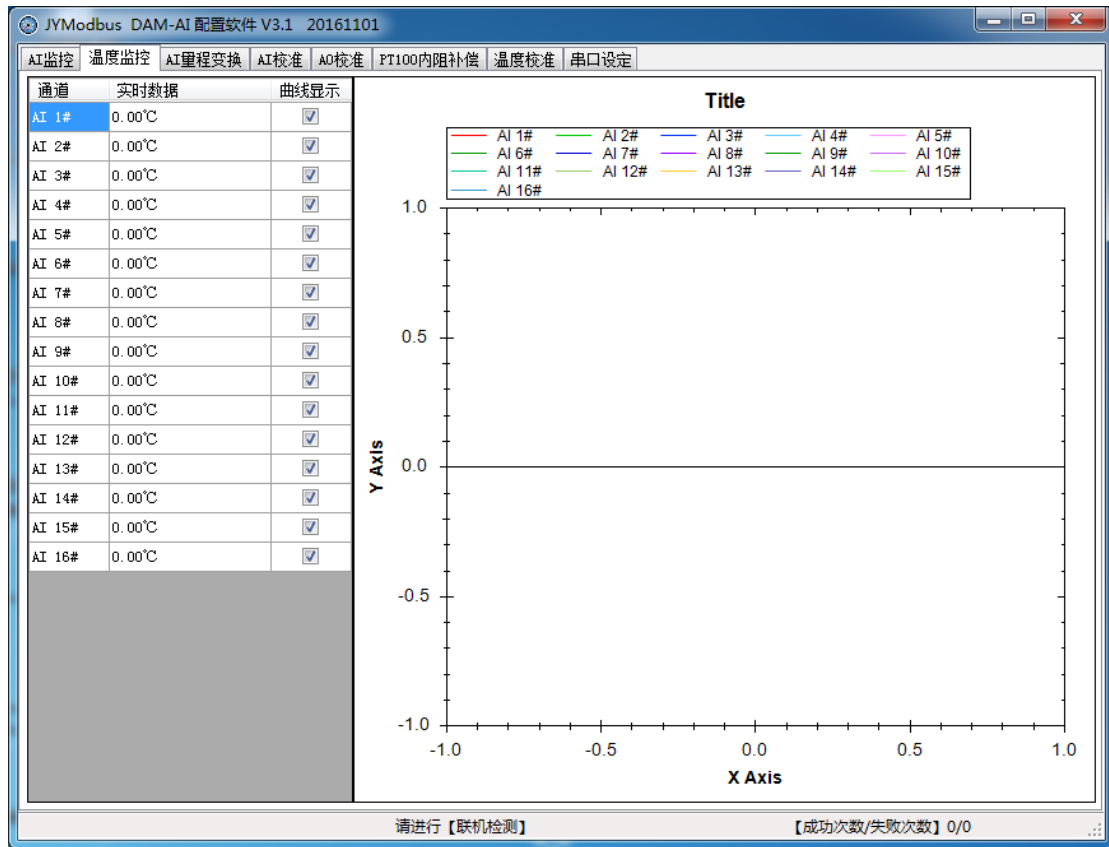 JYModbus DAM-AI 配置软件 V3.1 20161101
AI监控 温度监控 AI量程变换 AI校准 AO校准 PT100内阻补偿 温度校准 串口设定
通道 实时数据 曲线显示
AI 1# 0.00℃
AI 2# 0.00℃
AI 3# 0.00℃
AI 4# 0.00℃
AI 5# 0.00℃
AI 6# 0.00℃
AI 7# 0.00℃
AI 8# 0.00℃
AI 9# 0.00℃
AI 10# 0.00℃
AI 11# 0.00℃
AI 12# 0.00℃
AI 13# 0.00℃
AI 14# 0.00℃
AI 15# 0.00℃
AI 16# 0.00℃
Title
AI 1# AI 2# AI 3# AI 4# AI 5#
AI 6# AI 7# AI 8# AI 9# AI 10#
AI 11# AI 12# AI 13# AI 14# AI 15#
AI 16#
1.0
0.5
0.0
-0.5
-1.0
Y Axis
-1.0 -0.5 0.0 0.5 1.0
X Axis
请进行【联机检测】 【成功次数/失败次数】0/0